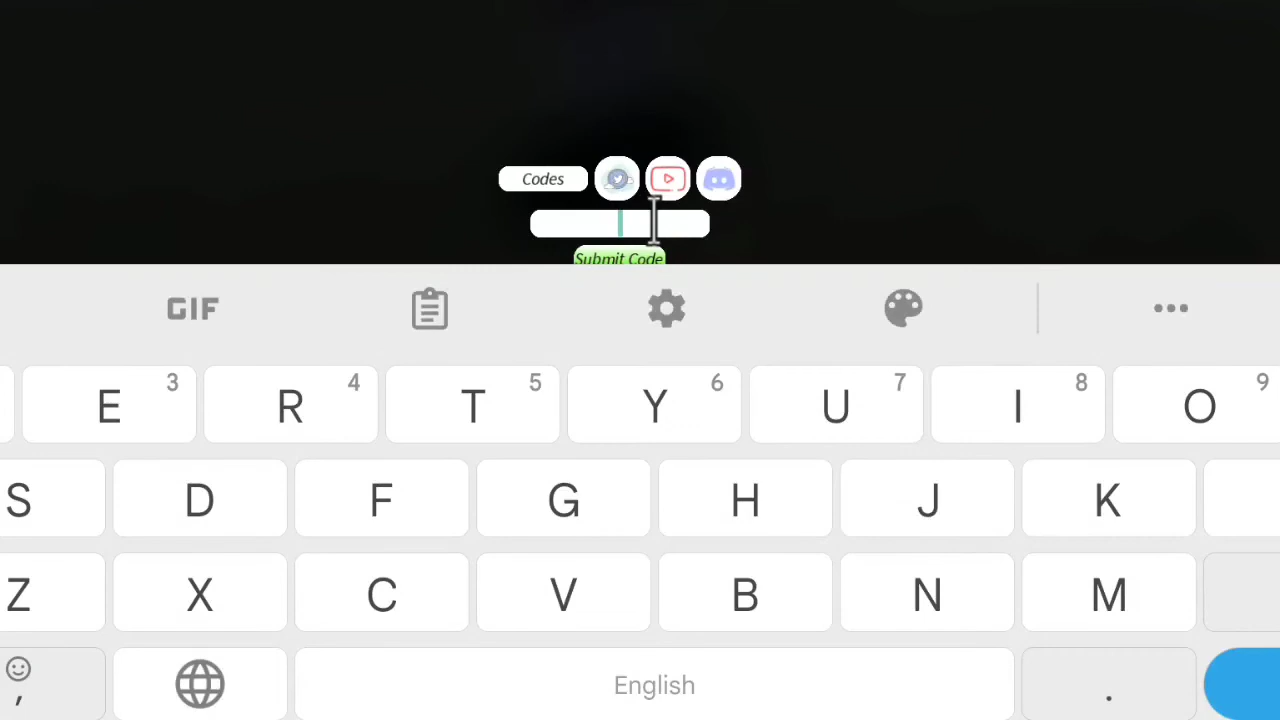 Codes
Submit Code
GIF
E 3 R 4 T 5 Y 6 U 7 I 8 O 9
S D F G H J K
Z X C V B N M
, English .